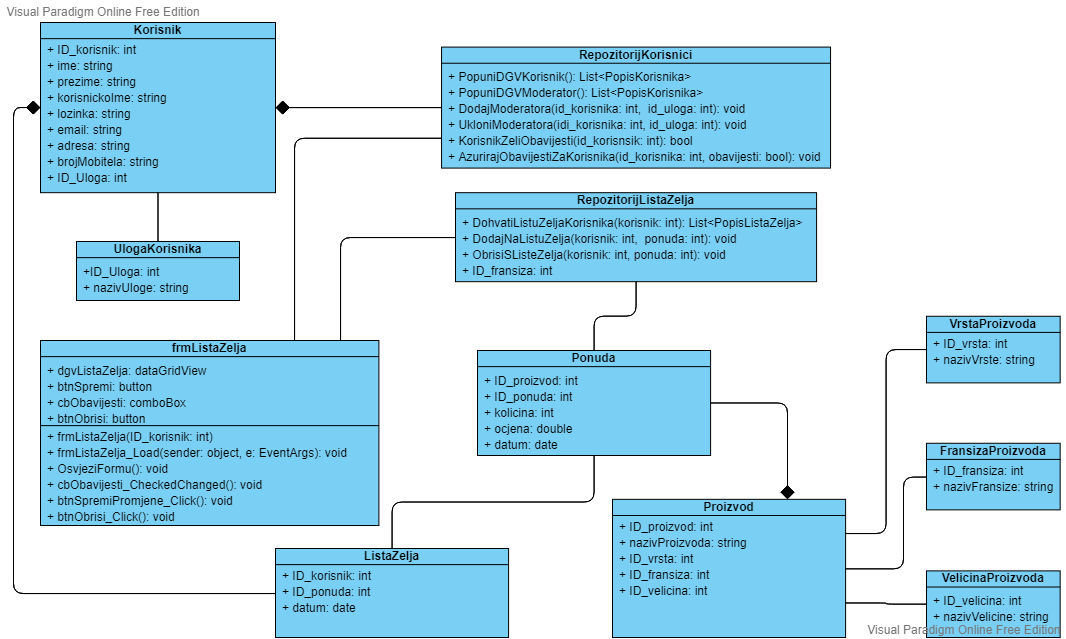 Visual Paradigm Online Free Edition
Korisnik
+ ID_korisnik: int
+ ime: string
+ prezime: string
+ korisnickoIme: string
+ lozinka: string
+ email: string
+ adresa: string
+ brojMobitela: string
+ ID_Uloga: int
RepozitorijKorisnici
+ PopuniDGVKorisnik(): List<PopisKorisnika>
+ PopuniDGVModerator(): List<PopisKorisnika>
+ DodajModeratora(id_korisnika: int, id_uloga: int): void
+ UkloniModeratora(idi_korisnika: int, id_uloga: int): void
+ KorisnikZeliObavijesti(id_korisnsik: int): bool
+ AzurirajObavijestiZaKorisnika(id_korisnika: int, obavijesti: bool): void
RepozitorijListaZelja
+ DohvatiListuZeljaKorisnika(korisnik: int): List<PopisListaZelja>
+ DodajNaListuZelja(korisnik: int, ponuda: int): void
+ ObrisiSListeZelja(korisnik: int, ponuda: int): void
+ ID_fransiza: int
UlogaKorisnika
+ID_Uloga: int
+ nazivUloge: string
frmListaZelja
+ dgvListaZelja: dataGridView
+ btnSpremi: button
+ cbObavijesti: comboBox
+ btnObrisi: button
+ frmListaZelja(ID_korisnik: int)
+ frmListaZelja_Load(sender: object, e: EventArgs): void
+ OsvjeziFormu(): void
+ cbObavijesti_CheckedChanged(): void
+ btnSpremiPromjene_Click(): void
+ btnObrisi_Click(): void
Ponuda
+ ID_proizvod: int
+ ID_ponuda: int
+ kolicina: int
+ ocjena: double
+ datum: date
VrstaProizvoda
+ ID_vrsta: int
+ nazivVrste: string
FransizaProizvoda
+ ID_fransiza: int
+ nazivFransize: string
Proizvod
+ ID_proizvod: int
+ nazivProizvoda: string
+ ID_vrsta: int
+ ID_fransiza: int
+ ID_velicina: int
ListaZelja
+ ID_korisnik: int
+ ID_ponuda: int
+ datum: date
VelicinaProizvoda
+ ID_velicina: int
+ nazivVelicine: string
Visual Paradigm Online Free Edition